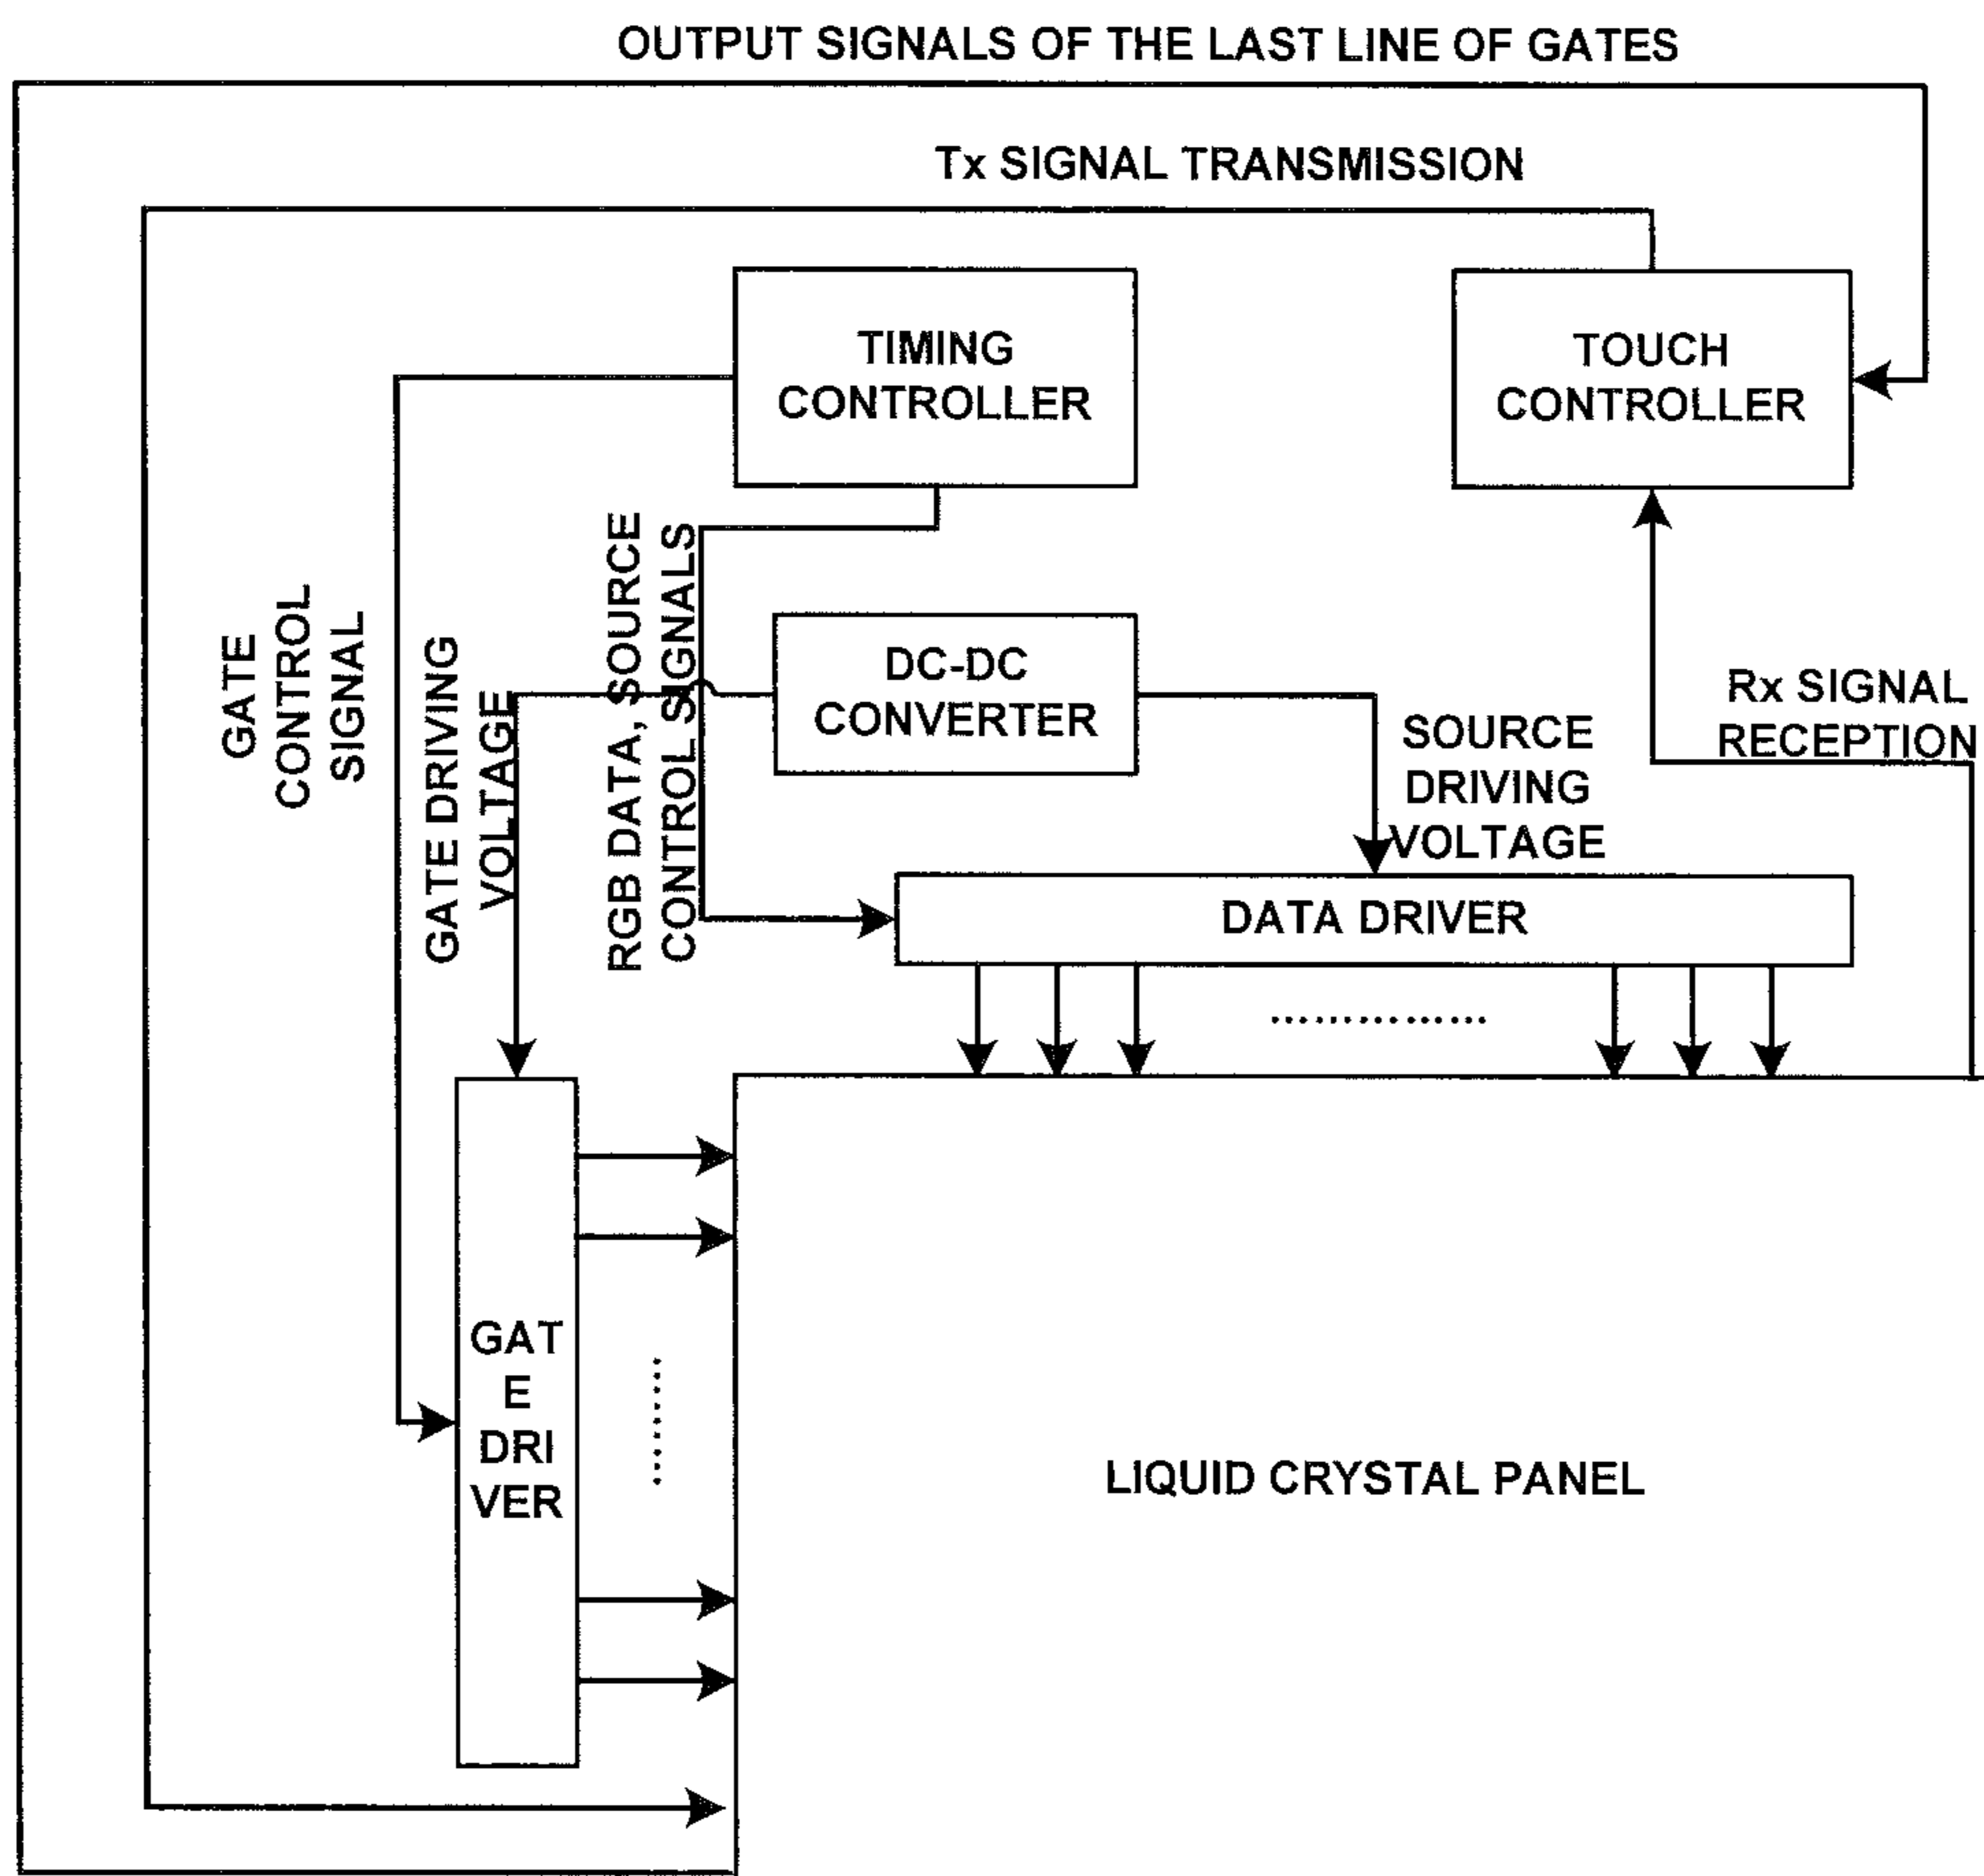 OUTPUT SIGNALS OF THE LAST LINE OF GATES
Tx SIGNAL TRANSMISSION
TIMING
CONTROLLER
TOUCH
CONTROLLER
GATE
CONTROL
SIGNAL
GATE DRIVING
VOLTAGE
RGB DATA, SOURCE
CONTROL SIGNALS
DC-DC
CONVERTER
SOURCE
DRIVING
VOLTAGE
Rx SIGNAL
RECEPTION
DATA DRIVER
GAT
E
DRI
VER
LIQUID CRYSTAL PANEL